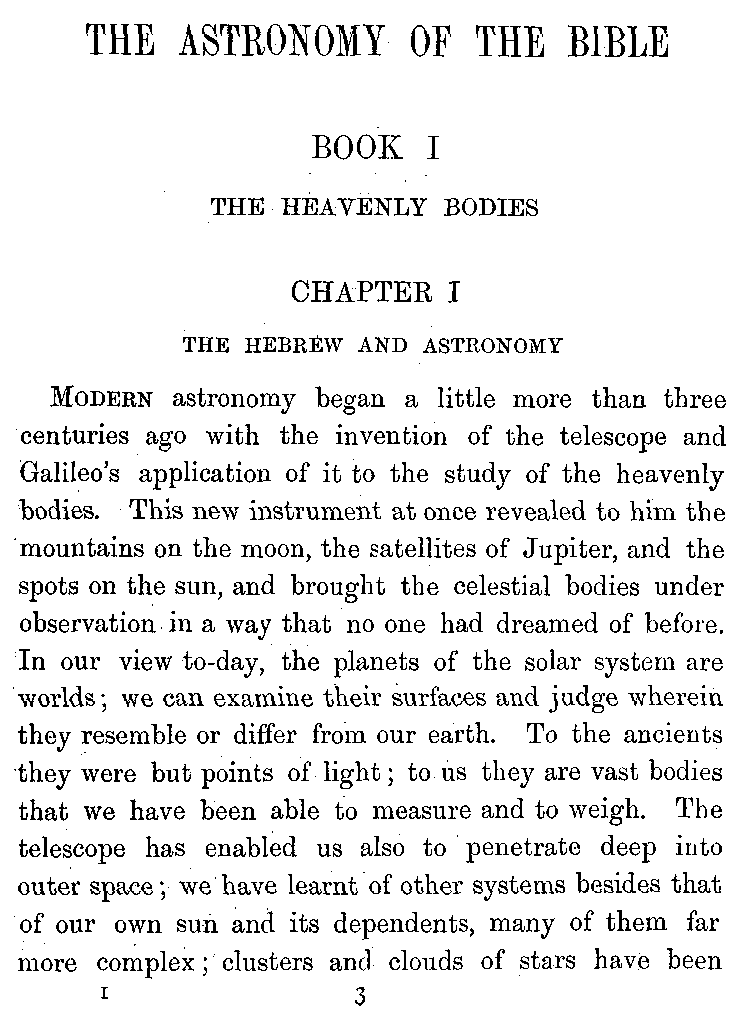 THE ASTRONOMY OF THE BIBLE
BOOK I
THE HEAVENLY BODIES
CHAPTER I
THE HEBREW AND ASTRONOMY
MODERN astronomy began a little more than three
centuries ago with the invention of the telescope and
Galileo's application of it to the study of the heavenly
bodies. This new instrument at once revealed to him the
mountains on the moon, the satellites of Jupiter, and the
spots on the sun, and brought the celestial bodies under
observation in a way that no one had dreamed of before.
In our view to-day, the planets of the solar system are
worlds; we can examine their surfaces and judge wherein
they resemble or differ from our earth. To the ancients
they were but points of light; to us they are vast bodies
that we have been able to measure and to weigh. The
telescope has enabled us also to penetrate deep into
outer space; we have learnt of other systems besides that
of our own sun and its dependents, many of them far
more complex; clusters and clouds of stars have been
I 3